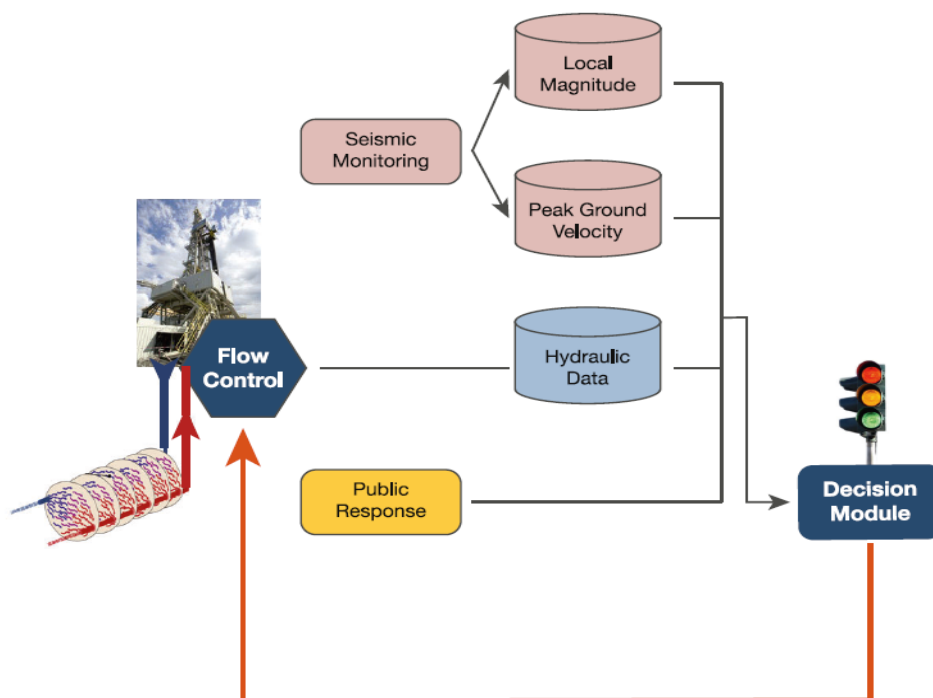 Local
Magnitude
Seismic
Monitoring
Peak Ground
Velocity
Flow
Control
Hydraulic
Data
Public
Response
Decision
Module